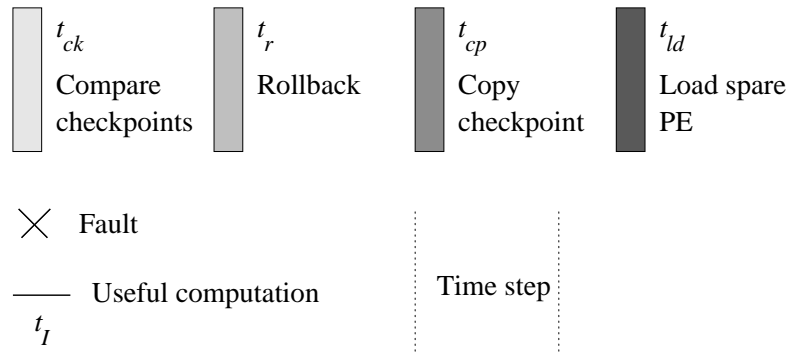 t_ck
Compare
checkpoints
t_r
Rollback
t_cp
Copy
checkpoint
t_ld
Load spare
PE
Fault
Useful computation
t_I
Time step